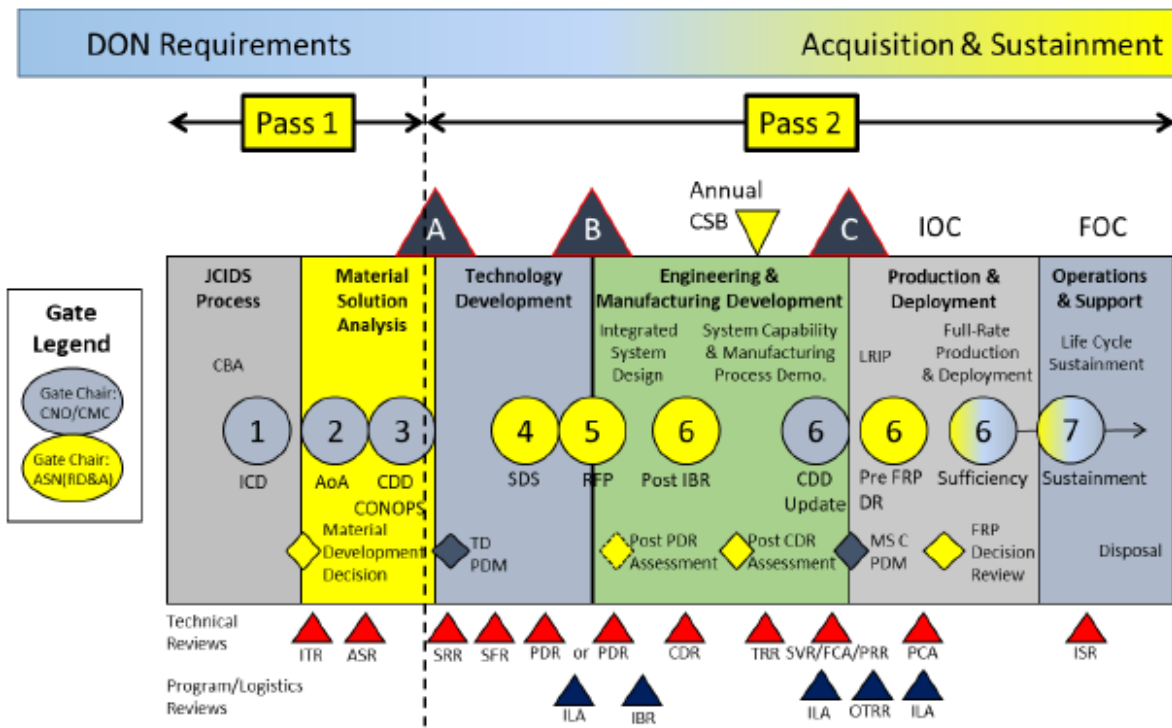 DON Requirements
Acquisition & Sustainment
Pass 1
Pass 2
Annual
CSB
A
B
C
IOC
FOC
Gate
Legend
Gate Chair:
CNO/CMC
Gate Chair:
ASN(RD&A)
JCIDS
Process
Material
Solution
Analysis
Technology
Development
Engineering &
Manufacturing Development
Production &
Deployment
Operations
& Support
CBA
Integrated
System
Design
System Capability
& Manufacturing
Process Demo.
LRIP
Full-Rate
Production
& Deployment
Life Cycle
Sustainment
1
2
3
4
5
6
6
6
6
7
ICD
AoA
CDD
CONOPS
SDS
RFP
Post IBR
CDD
Update
Pre FRP
DR
Sufficiency
Sustainment
Material
Development
Decision
TD
PDM
Post PDR
Assessment
Post CDR
Assessment
MS C
PDM
FRP
Decision
Review
Disposal
Technical
Reviews
ITR
ASR
SRR
SFR
PDR or PDR
CDR
TRR
SVR/FCA/PRR
PCA
ISR
Program/Logistics
Reviews
ILA
IBR
ILA
OTRR
ILA